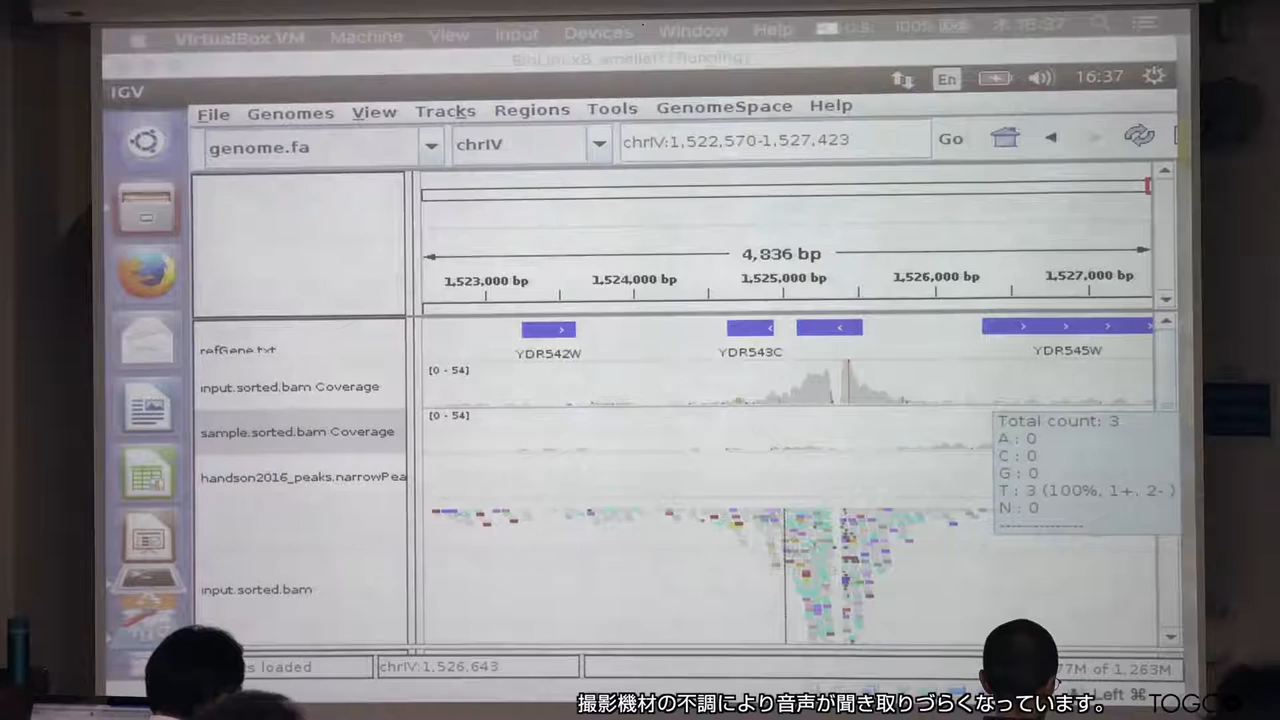 VirtualBox VM Machine View Input Devices Window Help
IGV
En
16:37
File Genomes View Tracks Regions Tools GenomeSpace Help
genome.fa
chrIV
chrIV:1,522,570-1,527,423
Go
4,836 bp
1,523,000 bp 1,524,000 bp 1,525,000 bp 1,526,000 bp 1,527,000 bp
refGene.txt
YDR542W YDR543C YDR545W
[0 - 54]
input.sorted.bam Coverage
[0 - 54]
sample.sorted.bam Coverage
handson2016_peaks.narrowPea
Total count: 3
A : 0
C : 0
G : 0
T : 3 (100%, 1+, 2- )
N : 0
---------------
input.sorted.bam
loaded
chrIV:1,526,643
77M of 1,263M
Left ⌘
撮影機材の不調により音声が聞き取りづらくなっています。